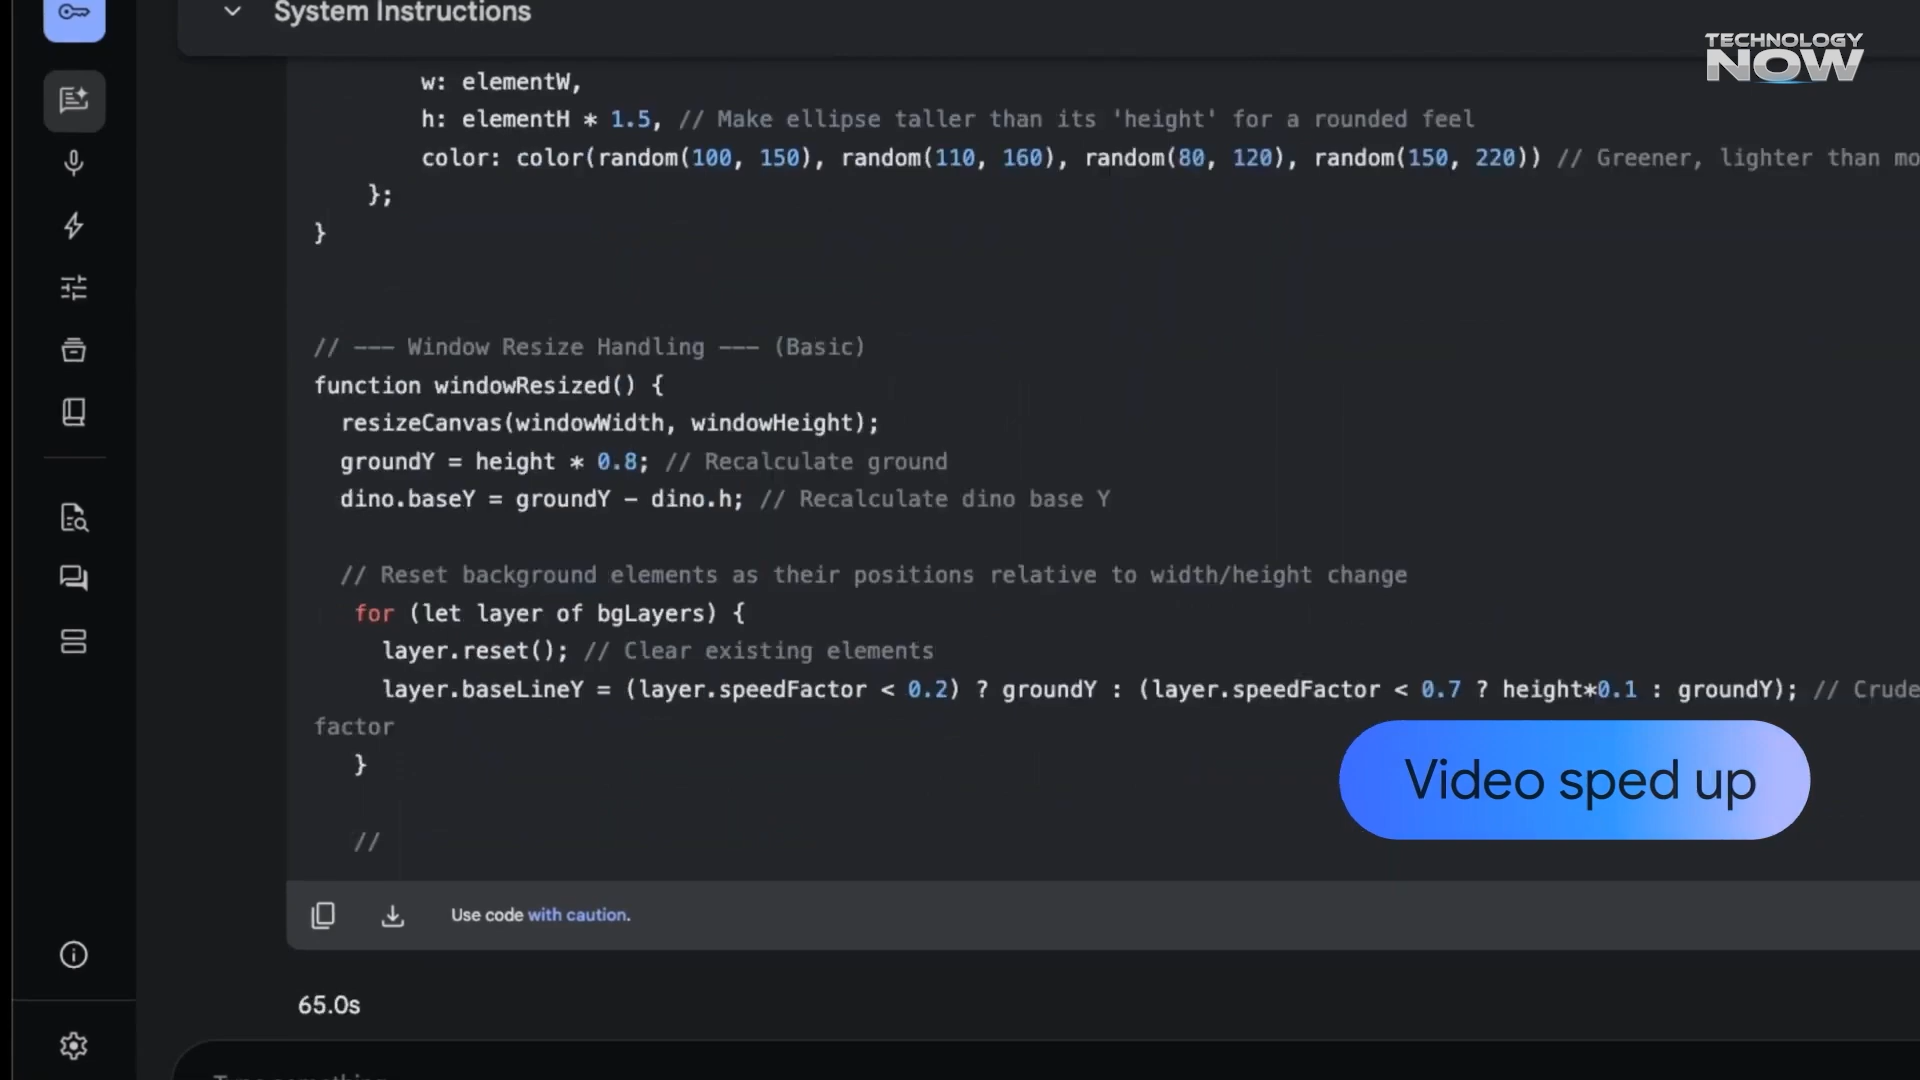 System Instructions
TECHNOLOGY
NOW
w: elementW,
h: elementH * 1.5, // Make ellipse taller than its 'height' for a rounded feel
color: color(random(100, 150), random(110, 160), random(80, 120), random(150, 220)) // Greener, lighter than mo
};
}
// --- Window Resize Handling --- (Basic)
function windowResized() {
resizeCanvas(windowWidth, windowHeight);
groundY = height * 0.8; // Recalculate ground
dino.baseY = groundY - dino.h; // Recalculate dino base Y
// Reset background elements as their positions relative to width/height change
for (let layer of bgLayers) {
layer.reset(); // Clear existing elements
layer.baseLineY = (layer.speedFactor < 0.2) ? groundY : (layer.speedFactor < 0.7 ? height*0.1 : groundY); // Crude
factor
}
Video sped up
//
Use code with caution.
65.0s